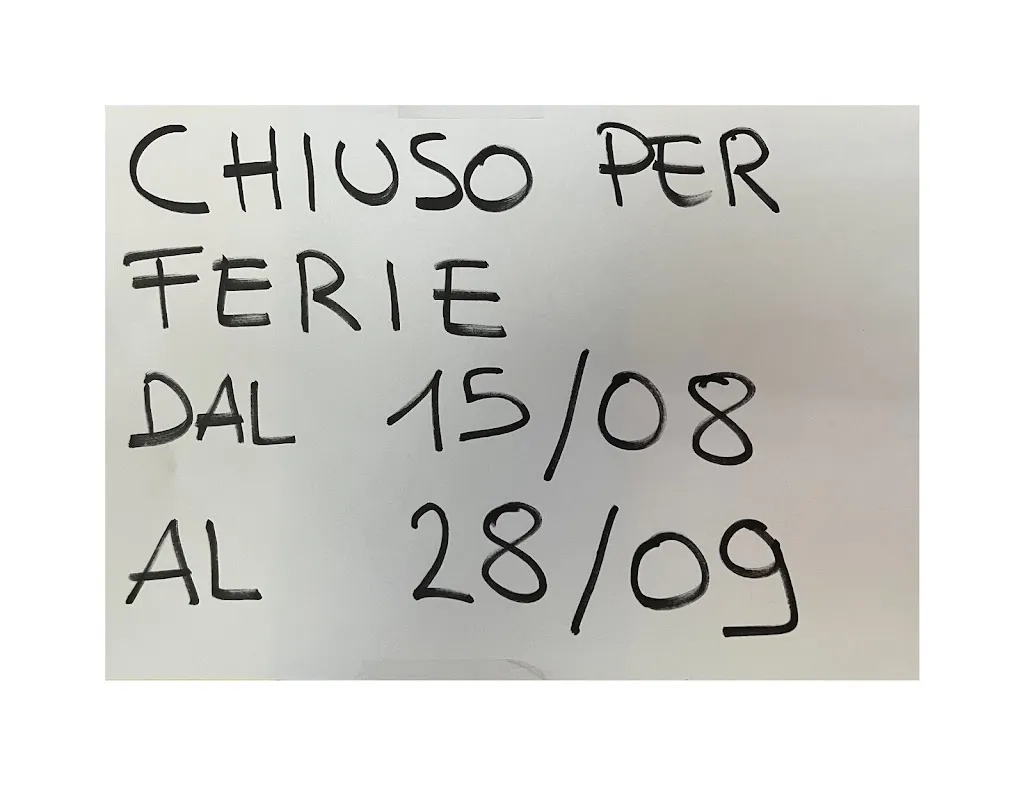 CHIUSO PER
FERIE
DAL 15/08
AL 28/09